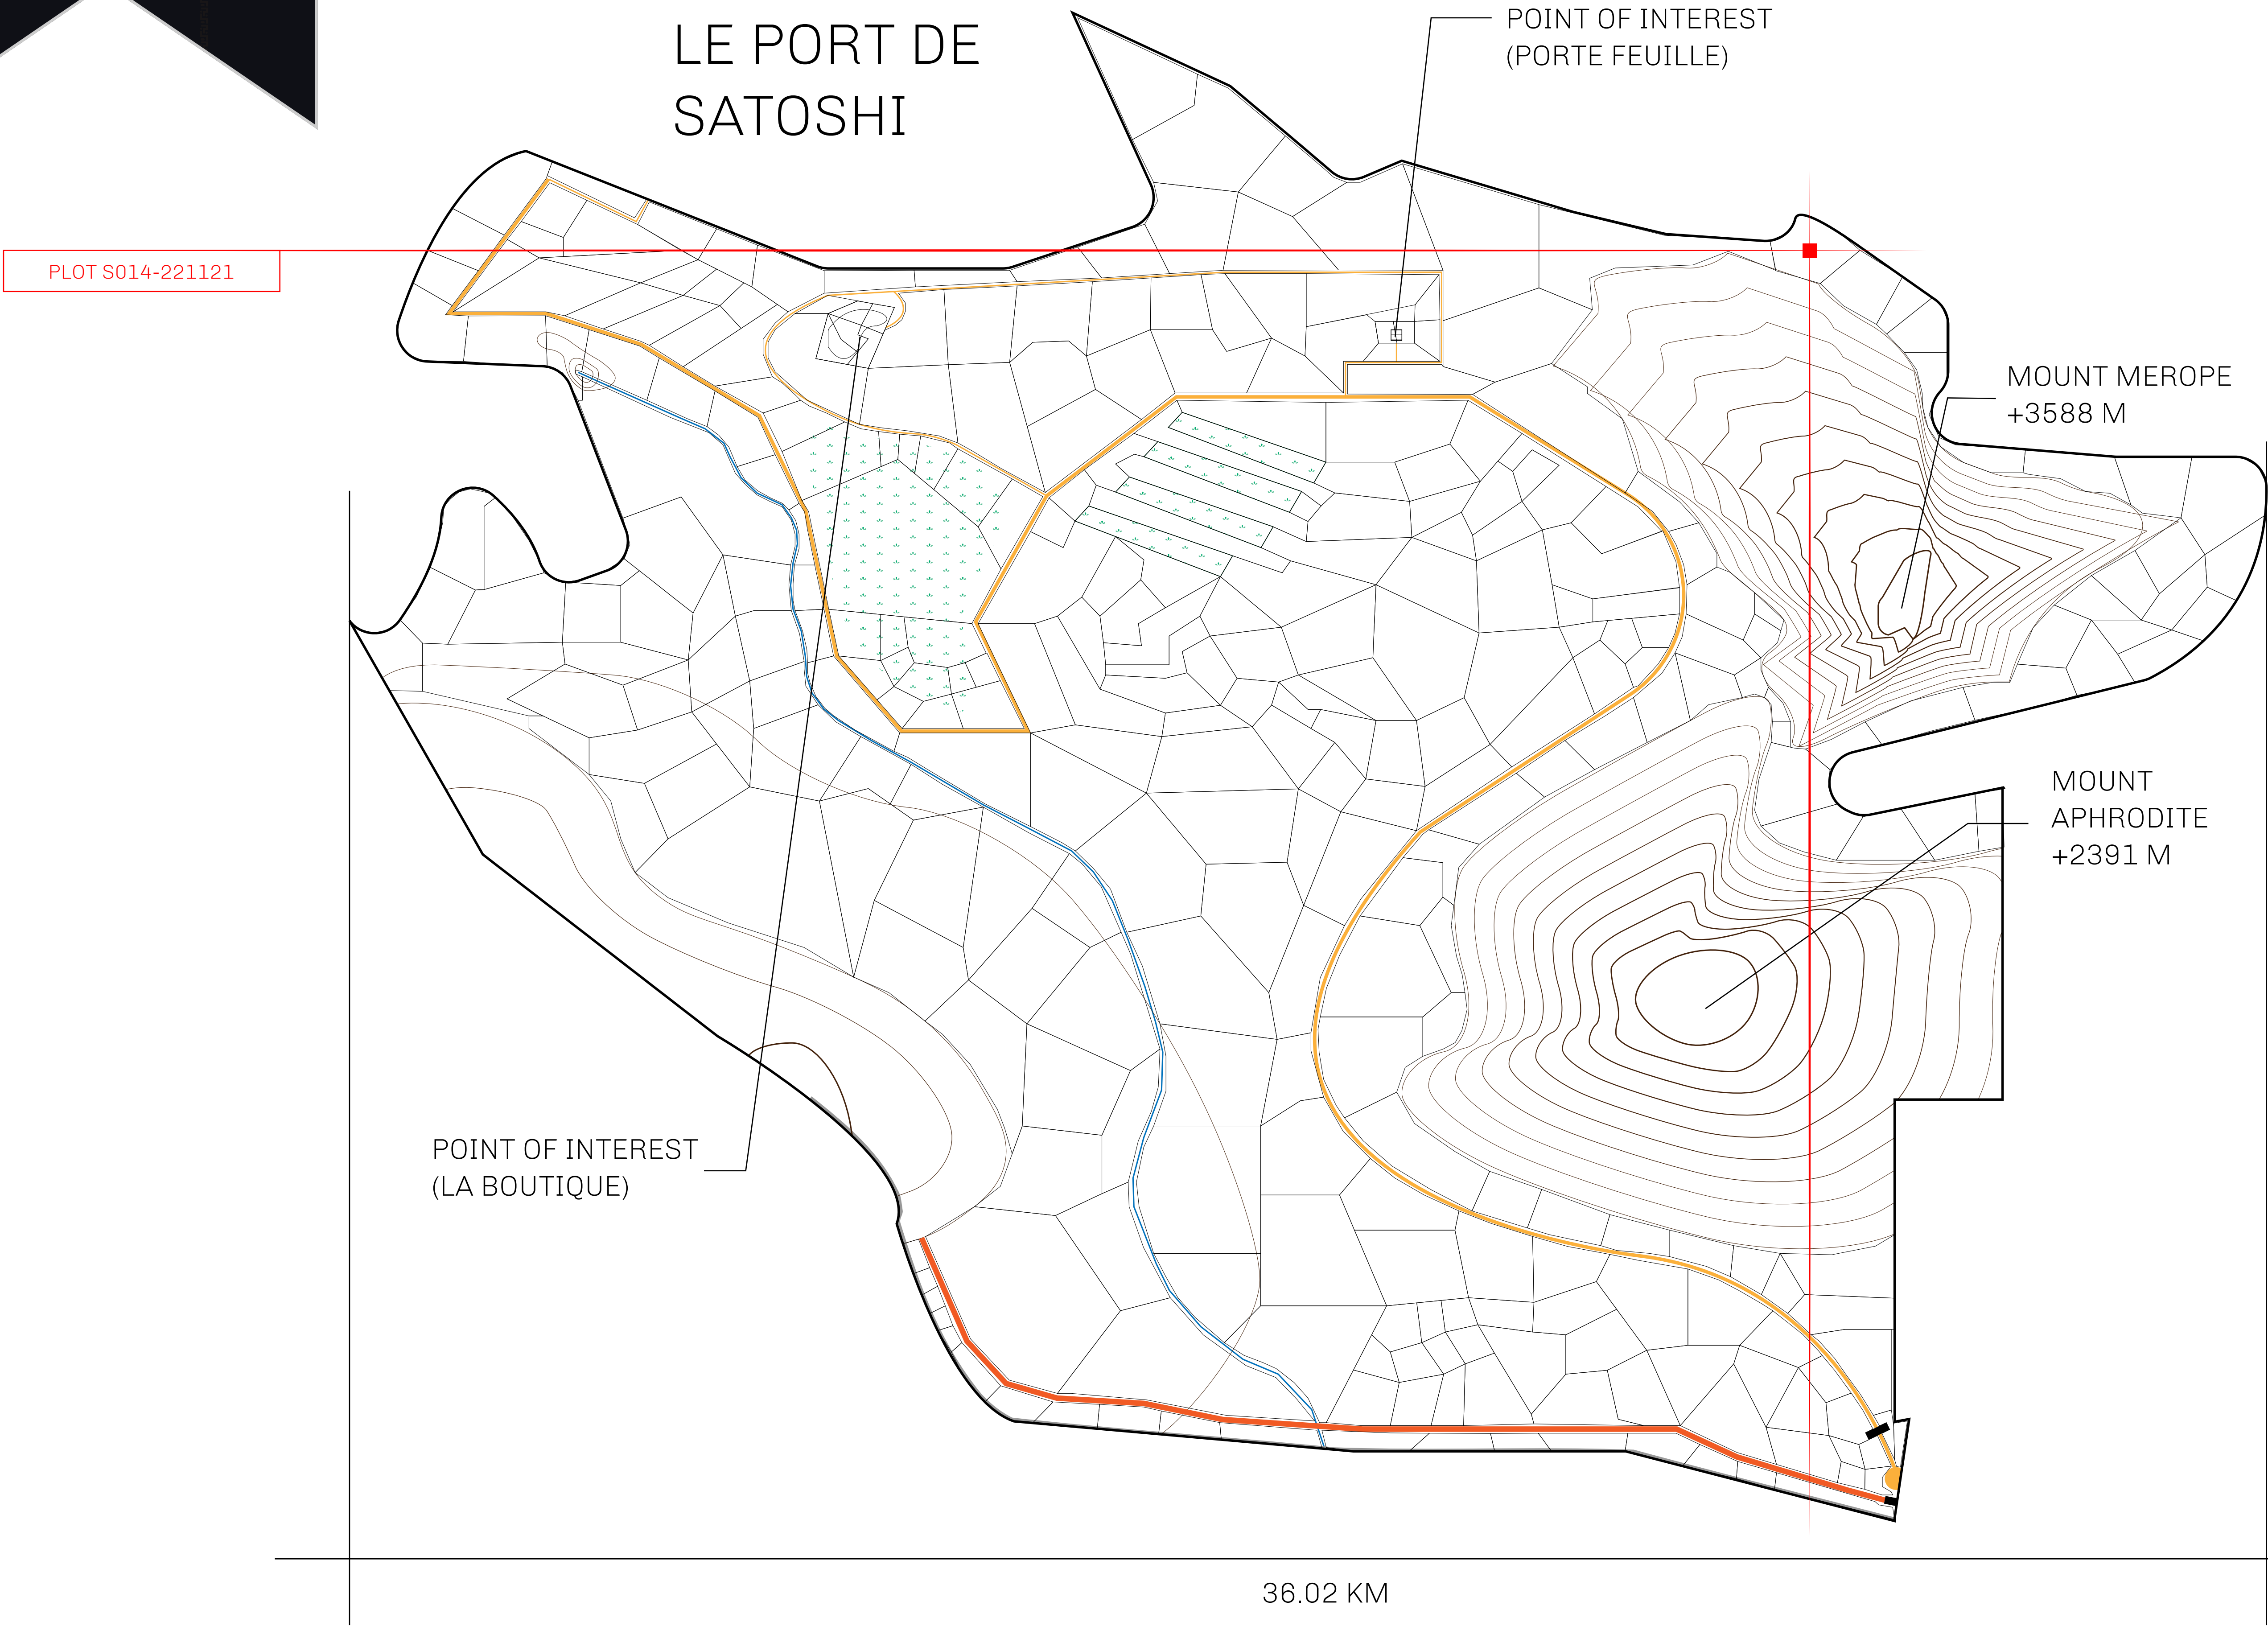 LE PORT DE
SATOSHI
POINT OF INTEREST
(PORTE FEUILLE)
PLOT S014-221121
MOUNT MEROPE
+3588 M
MOUNT
APHRODITE
+2391 M
POINT OF INTEREST
(LA BOUTIQUE)
36.02 KM